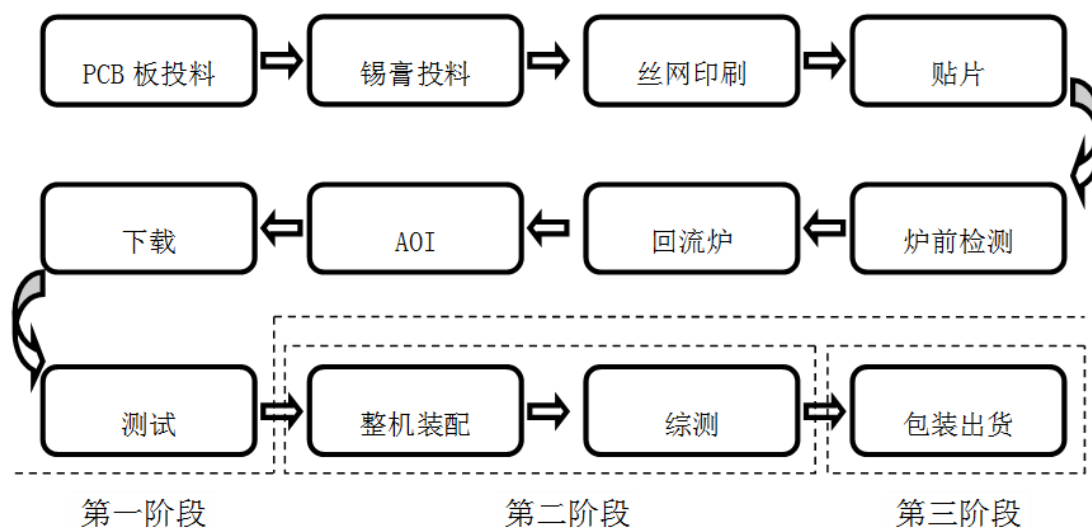 PCB 板投料 锡膏投料 丝网印刷 贴片
下载 AOI 回流炉 炉前检测
测试 整机装配 综测 包装出货
第一阶段 第二阶段 第三阶段